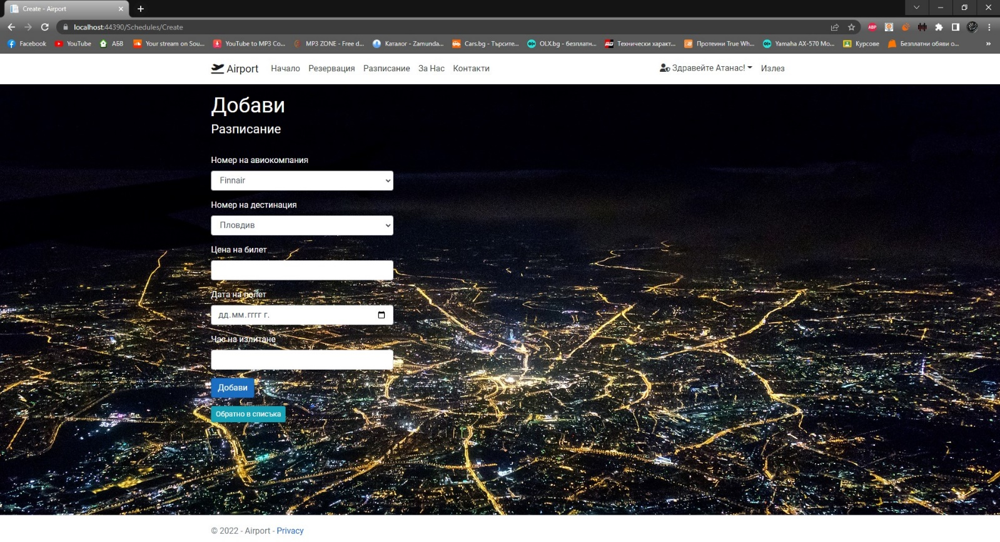 Create - Airport
localhost:44390/Schedules/Create
ABP
Facebook YouTube АБВ Your stream on Sou... YouTube to MP3 Co... MP3 ZONE - Free d... Каталог - Zamunda... Cars.bg - Търсите... OLX.bg - безплатн... Технически характ... Протеини True Wh... Yamaha AX-570 Mo... Курсове Безплатни обяви о... »
Airport Начало Резервация Разписание За Нас Контакти Здравейте Атанас! Излез
Добави
Разписание
Номер на авиокомпания
Finnair
Номер на дестинация
Пловдив
Цена на билет
Дата на полет
дд.мм.гггг г.
Час на излитане
Добави
Обратно в списъка
© 2022 - Airport - Privacy